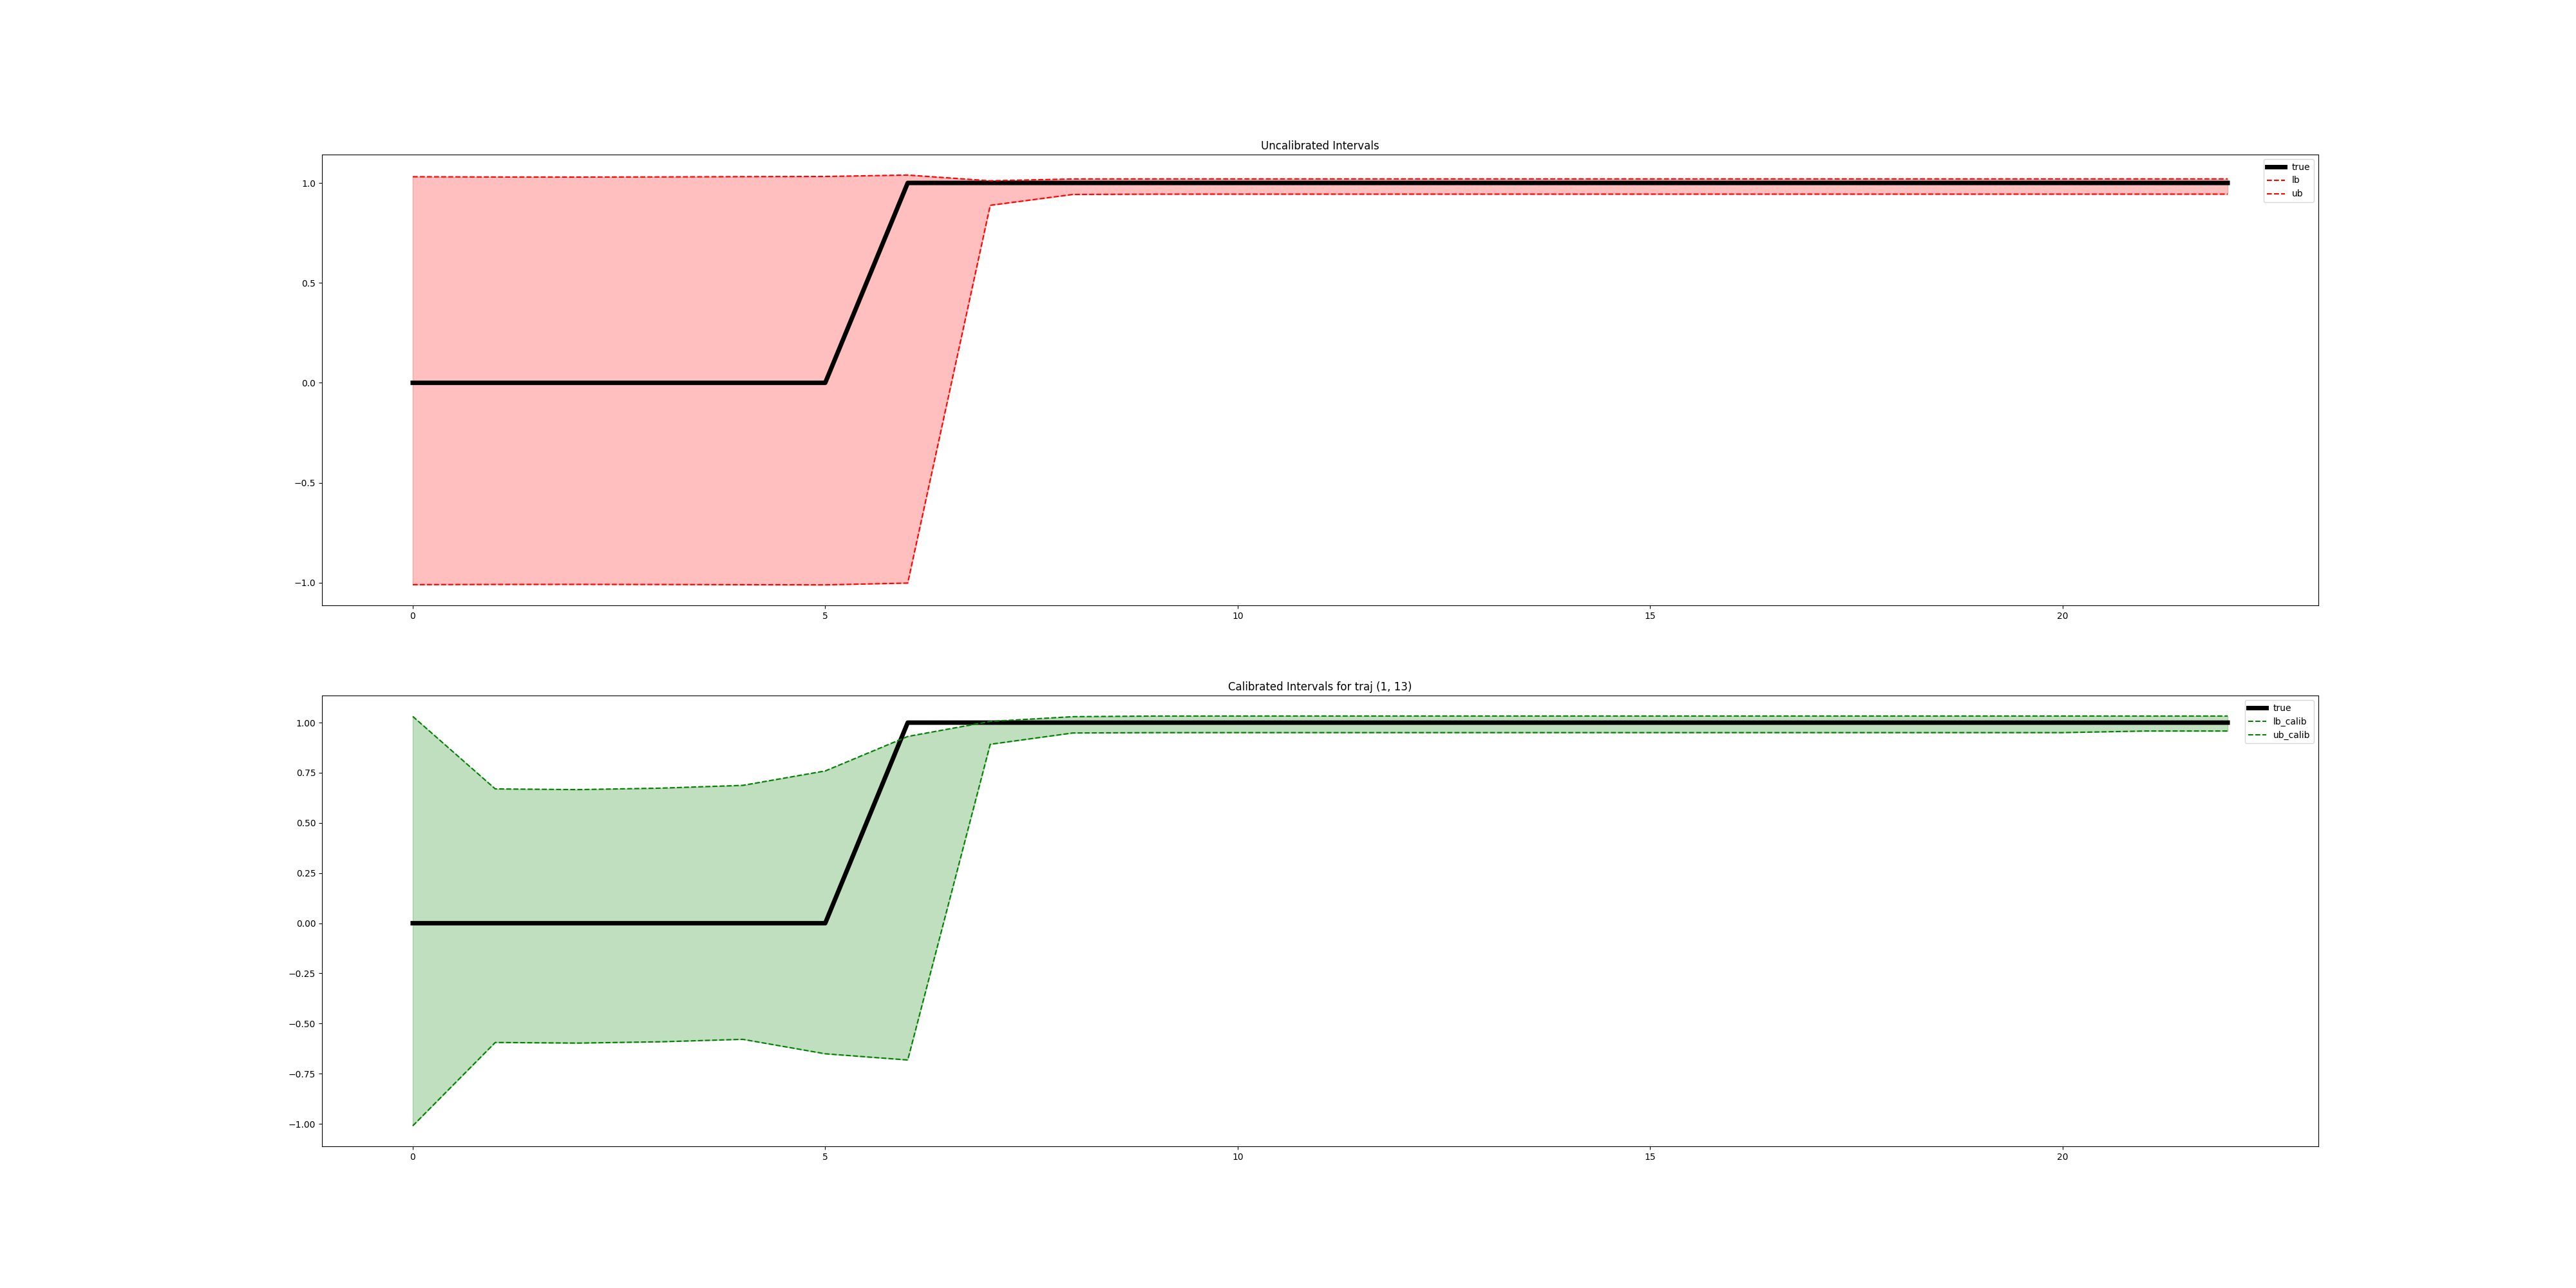 Uncalibrated Intervals
true
lb
ub
1.0
0.5
0.0
−0.5
−1.0
0 5 10 15 20
Calibrated Intervals for traj (1, 13)
true
lb_calib
ub_calib
1.00
0.75
0.50
0.25
0.00
−0.25
−0.50
−0.75
−1.00
0 5 10 15 20